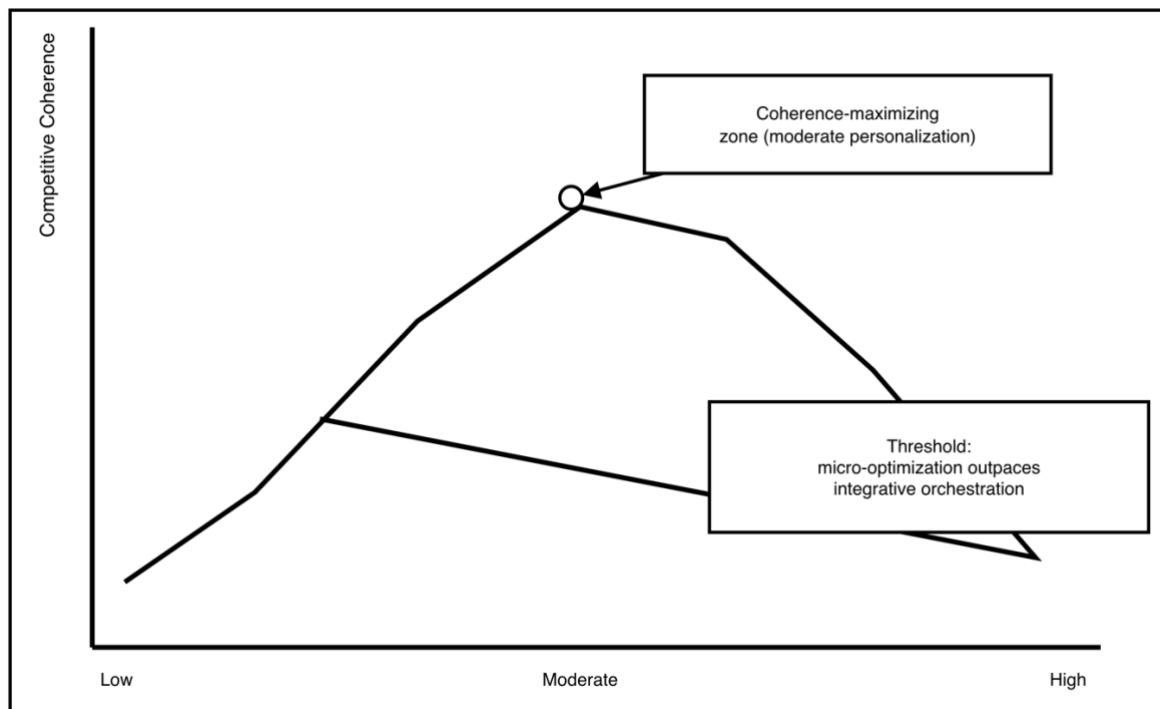 Competitive Coherence
Coherence-maximizing
zone (moderate personalization)
Threshold:
micro-optimization outpaces
integrative orchestration
Low
Moderate
High